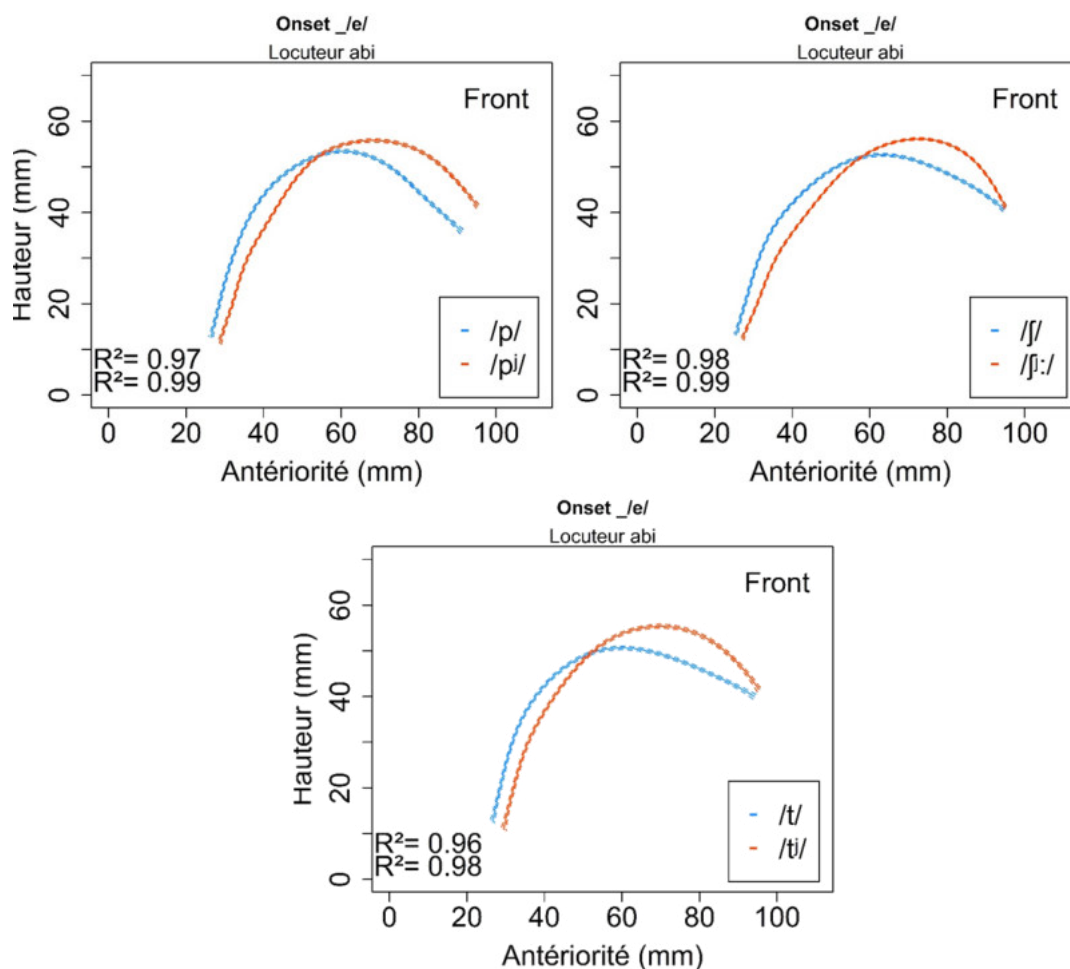 Onset _/e/
Locuteur abi
Front
Hauteur (mm)
0 20 40 60
/p/
/pʲ/
R²= 0.97
R²= 0.99
0 20 40 60 80 100
Antériorité (mm)
Onset _/e/
Locuteur abi
Front
0 20 40 60
/ʃ/
/ʃʲː/
R²= 0.98
R²= 0.99
0 20 40 60 80 100
Antériorité (mm)
Onset _/e/
Locuteur abi
Front
Hauteur (mm)
0 20 40 60
/t/
/tʲ/
R²= 0.96
R²= 0.98
0 20 40 60 80 100
Antériorité (mm)